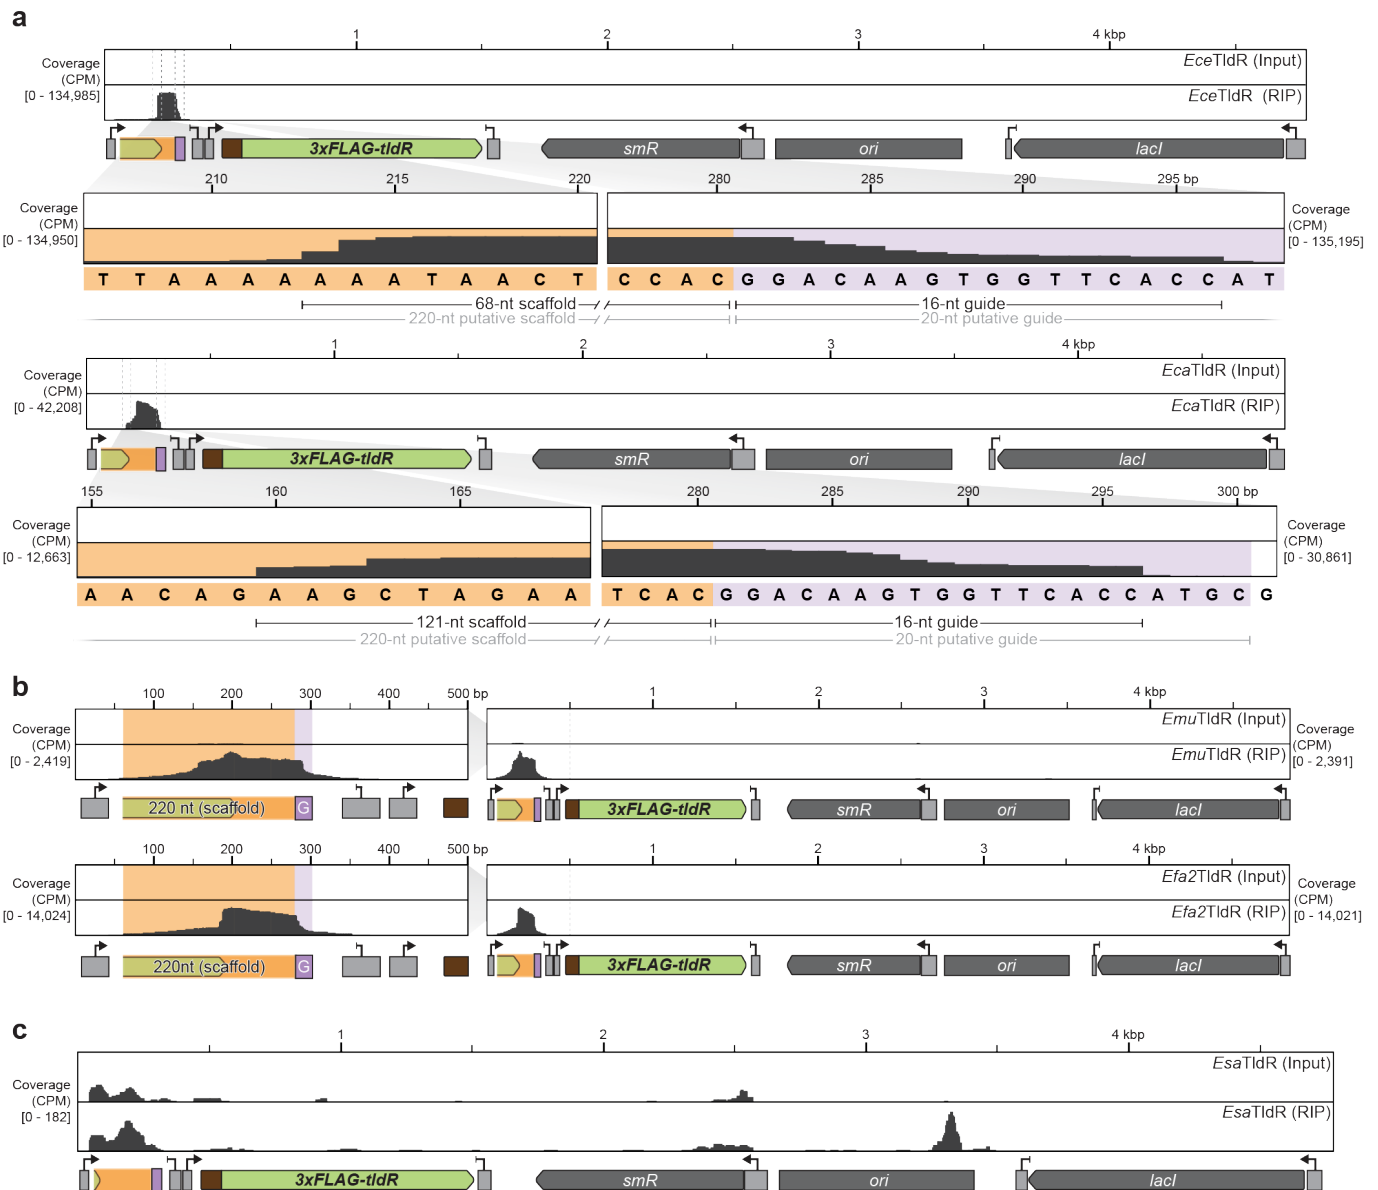 a
1 2 3 4 kbp
Coverage
(CPM)
[0 - 134,985]
EceTldR (Input)
EceTldR (RIP)
3xFLAG-tldR smR ori lacI
210 215 220 280 285 290 295 bp
Coverage
(CPM)
[0 - 134,950]
Coverage
(CPM)
[0 - 135,195]
T T A A A A A A A T A A C T C C A C G G A C A A G T G G T T C A C C A T
68-nt scaffold 16-nt guide
220-nt putative scaffold 20-nt putative guide
1 2 3 4 kbp
Coverage
(CPM)
[0 - 42,208]
EcaTldR (Input)
EcaTldR (RIP)
3xFLAG-tldR smR ori lacI
155 160 165 280 285 290 295 300 bp
Coverage
(CPM)
[0 - 12,663]
Coverage
(CPM)
[0 - 30,861]
A A C A G A A G C T A G A A T C A C G G A C A A G T G G T T C A C C A T G C G
121-nt scaffold 16-nt guide
220-nt putative scaffold 20-nt putative guide
b
100 200 300 400 500 bp 1 2 3 4 kbp
Coverage
(CPM)
[0 - 2,419]
EmuTldR (Input)
EmuTldR (RIP)
Coverage
(CPM)
[0 - 2,391]
220 nt (scaffold) G 3xFLAG-tldR smR ori lacI
100 200 300 400 500 bp 1 2 3 4 kbp
Coverage
(CPM)
[0 - 14,024]
Efa2TldR (Input)
Efa2TldR (RIP)
Coverage
(CPM)
[0 - 14,021]
220nt (scaffold) G 3xFLAG-tldR smR ori lacI
c
1 2 3 4 kbp
Coverage
(CPM)
[0 - 182]
EsaTldR (Input)
EsaTldR (RIP)
3xFLAG-tldR smR ori lacI